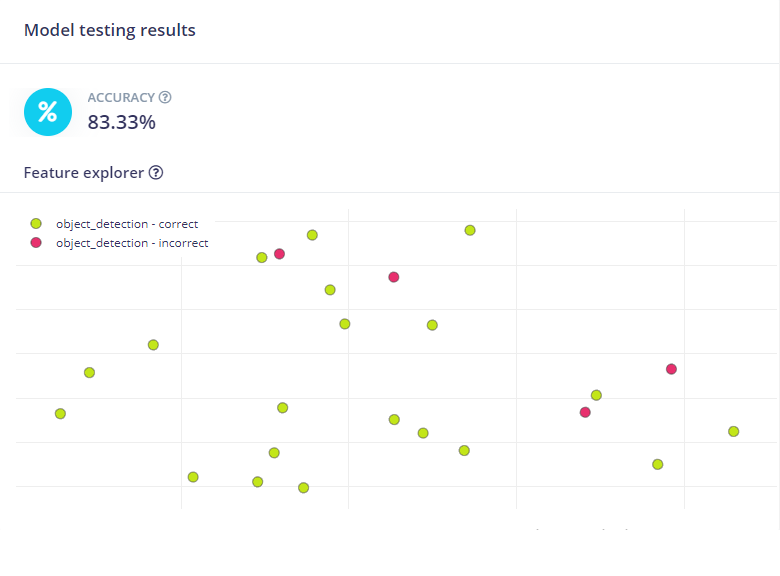 Model testing results
%
ACCURACY ?
83.33%
Feature explorer ?
object_detection - correct
object_detection - incorrect